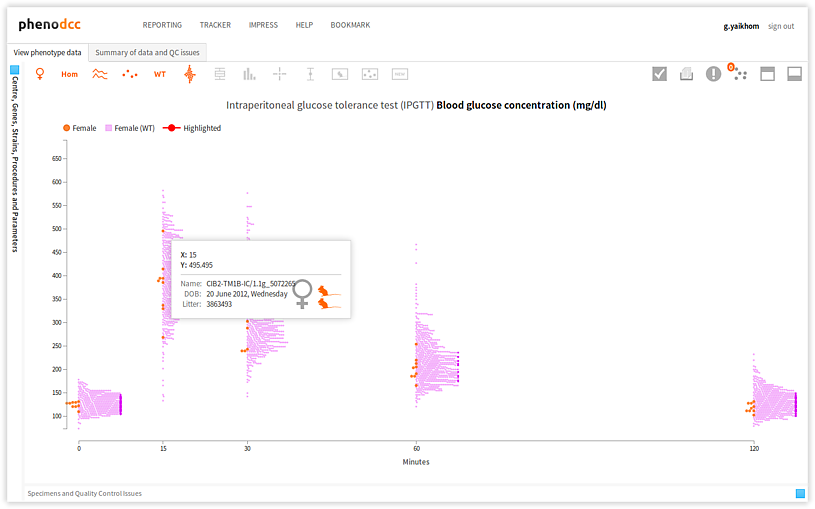 phenodcc
REPORTING TRACKER IMPRESS HELP BOOKMARK
g.yaikhom sign out
View phenotype data Summary of data and QC issues
Hom WT NEW 0
Centre, Genes, Strains, Procedures and Parameters
Intraperitoneal glucose tolerance test (IPGTT) Blood glucose concentration (mg/dl)
Female Female (WT) Highlighted
650
600
550
500
450
400
350
300
250
200
150
100
X: 15
Y: 495.495
Name: CIB2-TM1B-IC/1.1g_5072265
DOB: 20 June 2012, Wednesday
Litter: 3863493
0 15 30 60 120
Minutes
Specimens and Quality Control Issues